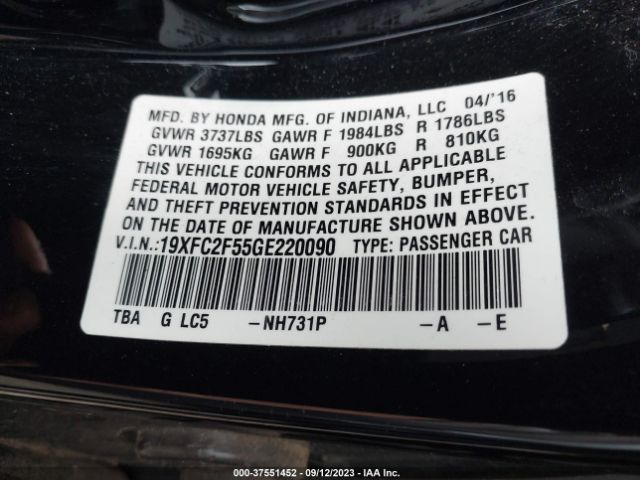 MFD. BY HONDA MFG. OF INDIANA, LLC 04/'16
GVWR 3737LBS GAWR F 1984LBS R 1786LBS
GVWR 1695KG GAWR F 900KG R 810KG
THIS VEHICLE CONFORMS TO ALL APPLICABLE
FEDERAL MOTOR VEHICLE SAFETY, BUMPER,
AND THEFT PREVENTION STANDARDS IN EFFECT
ON THE DATE OF MANUFACTURE SHOWN ABOVE.
V.I.N.:19XFC2F55GE220090 TYPE: PASSENGER CAR
TBA G LC5 –NH731P –A –E
000-37551452 - 09/12/2023 - IAA Inc.